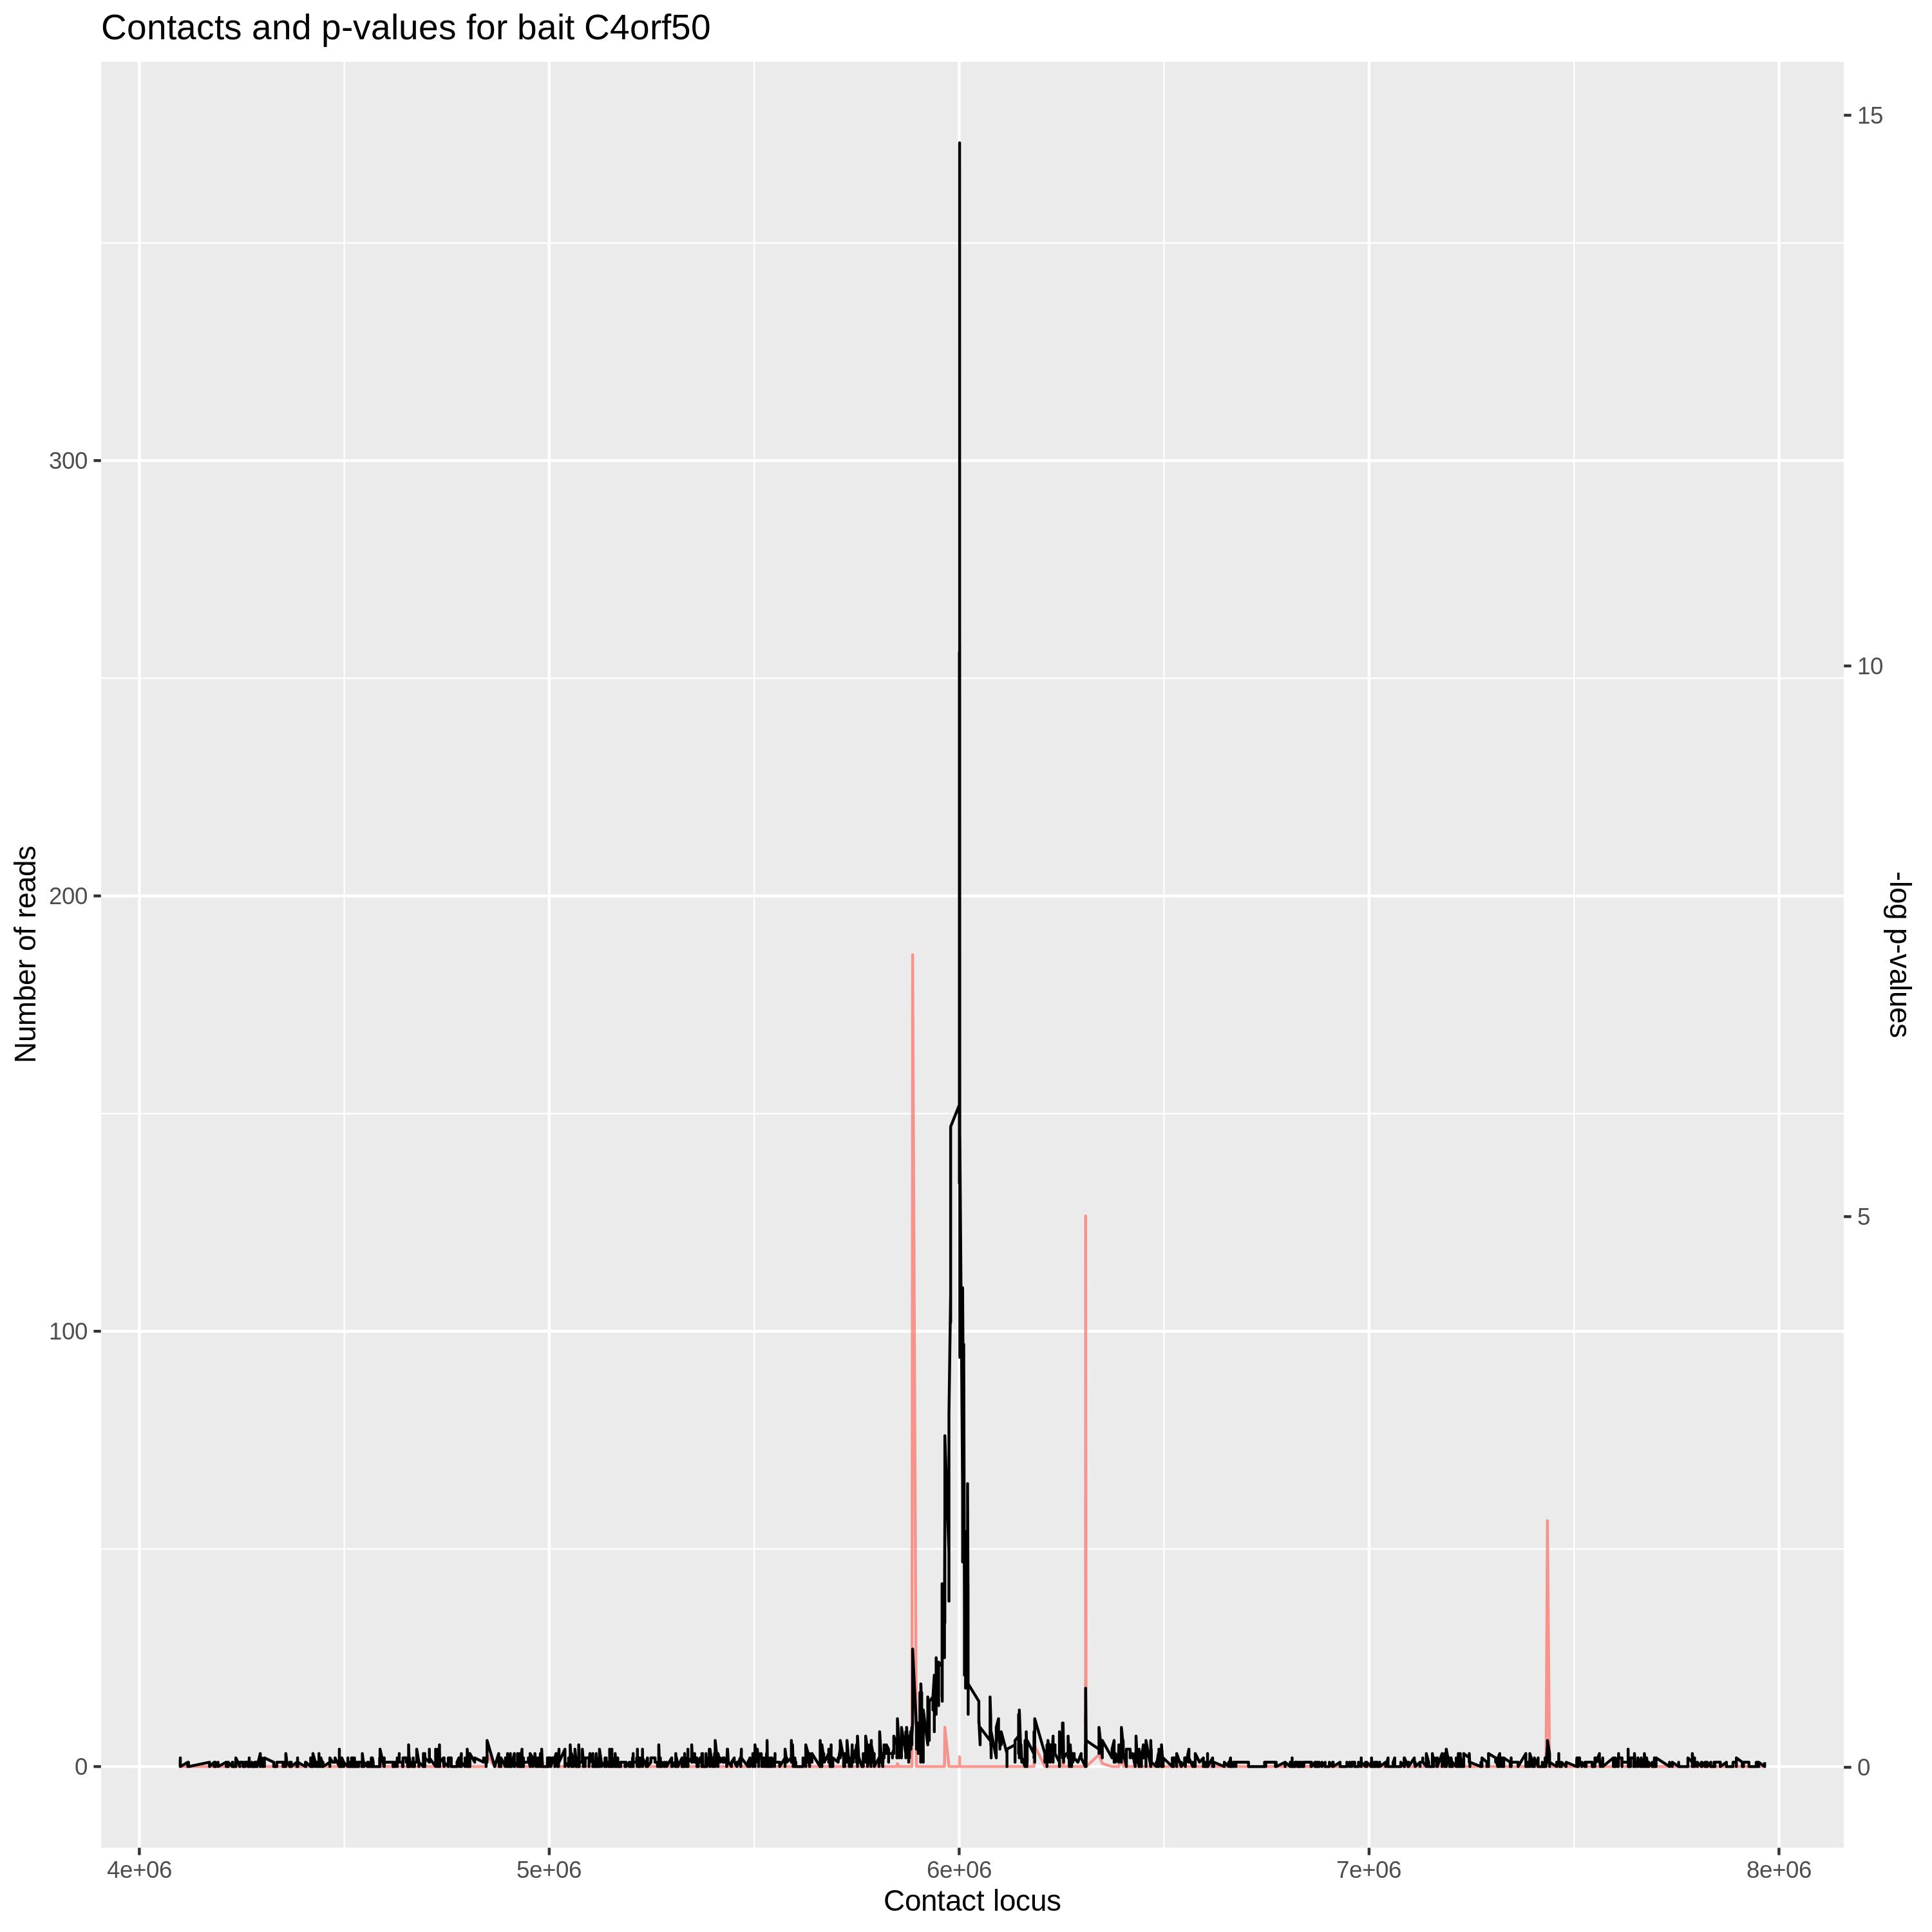 Contacts and p-values for bait C4orf50
15
300
10
200
Number of reads
-log p-values
5
100
0
0
4e+06
5e+06
6e+06
7e+06
8e+06
Contact locus